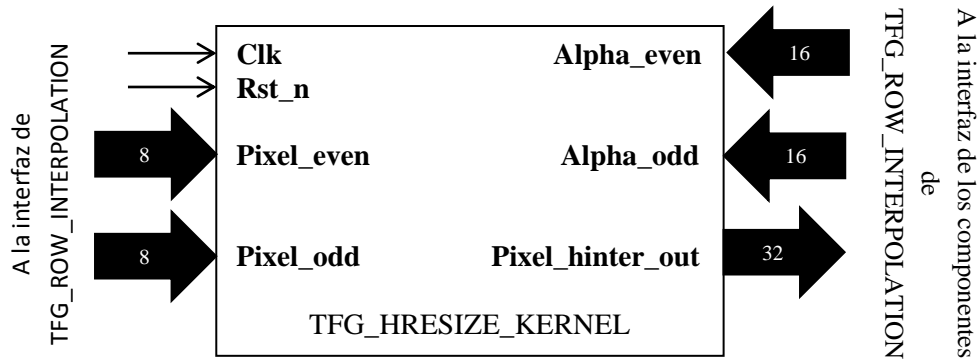 A la interfaz de
TFG_ROW_INTERPOLATION
Clk
Rst_n
8
Pixel_even
8
Pixel_odd
Alpha_even
16
Alpha_odd
16
Pixel_hinter_out
32
TFG_HRESIZE_KERNEL
A la interfaz de los componentes
de
TFG_ROW_INTERPOLATION